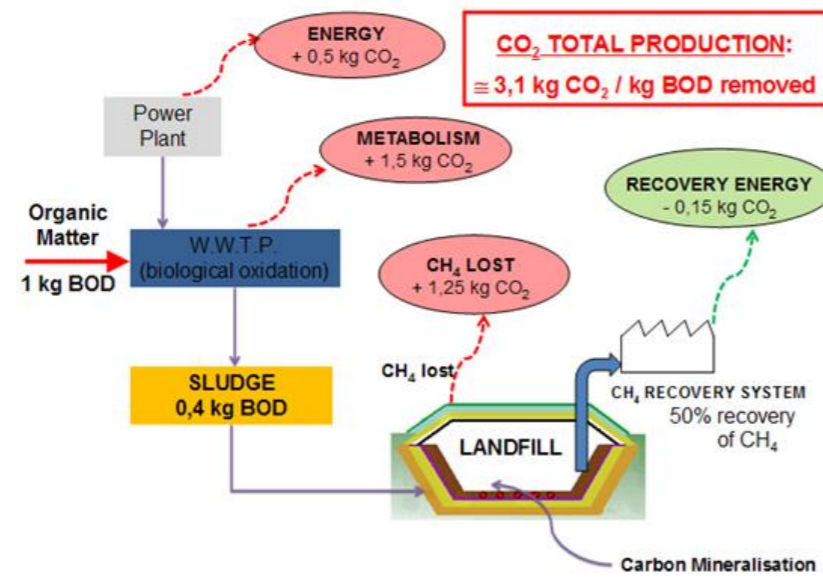 ENERGY
+ 0,5 kg CO₂
CO₂ TOTAL PRODUCTION:
≅ 3,1 kg CO₂ / kg BOD removed
Power
Plant
METABOLISM
+ 1,5 kg CO₂
RECOVERY ENERGY
- 0,15 kg CO₂
Organic
Matter
1 kg BOD
W.W.T.P.
(biological oxidation)
CH₄ LOST
+ 1,25 kg CO₂
SLUDGE
0,4 kg BOD
CH₄ lost
CH₄ RECOVERY SYSTEM
50% recovery
of CH₄
LANDFILL
Carbon Mineralisation